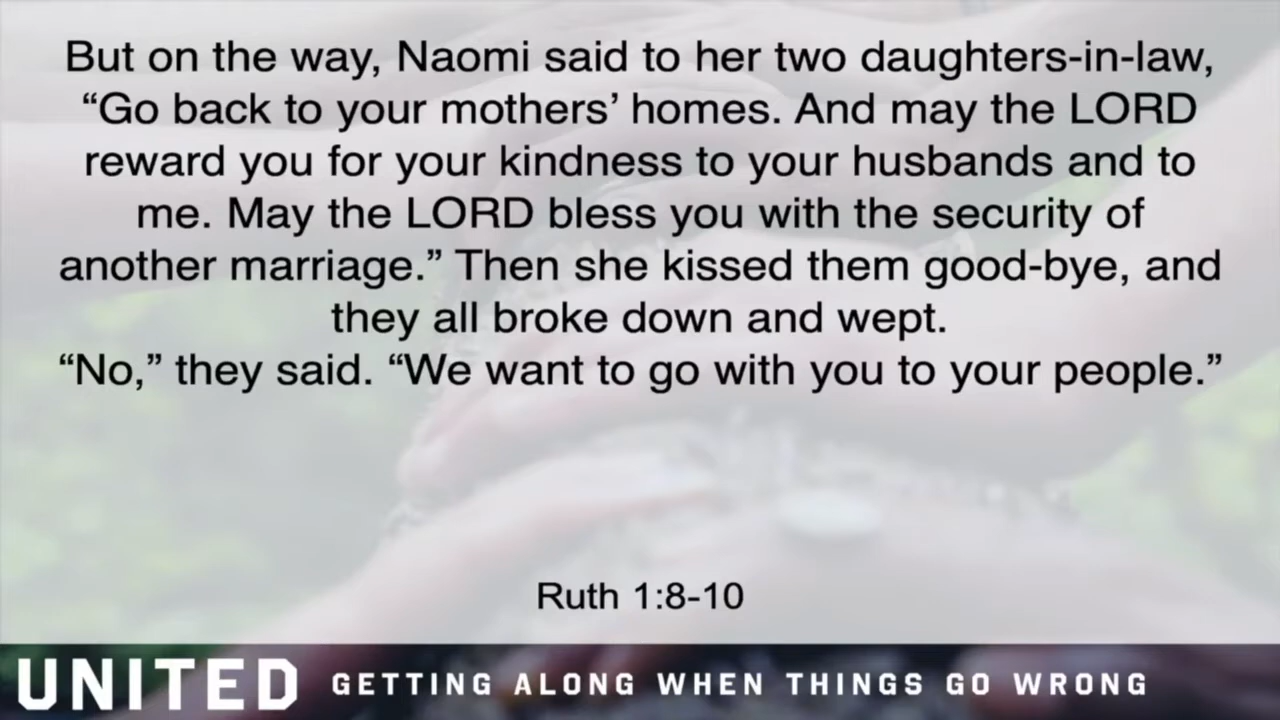 But on the way, Naomi said to her two daughters-in-law,
“Go back to your mothers’ homes. And may the LORD
reward you for your kindness to your husbands and to
me. May the LORD bless you with the security of
another marriage.” Then she kissed them good-bye, and
they all broke down and wept.
“No,” they said. “We want to go with you to your people.”
Ruth 1:8-10
UNITED GETTING ALONG WHEN THINGS GO WRONG